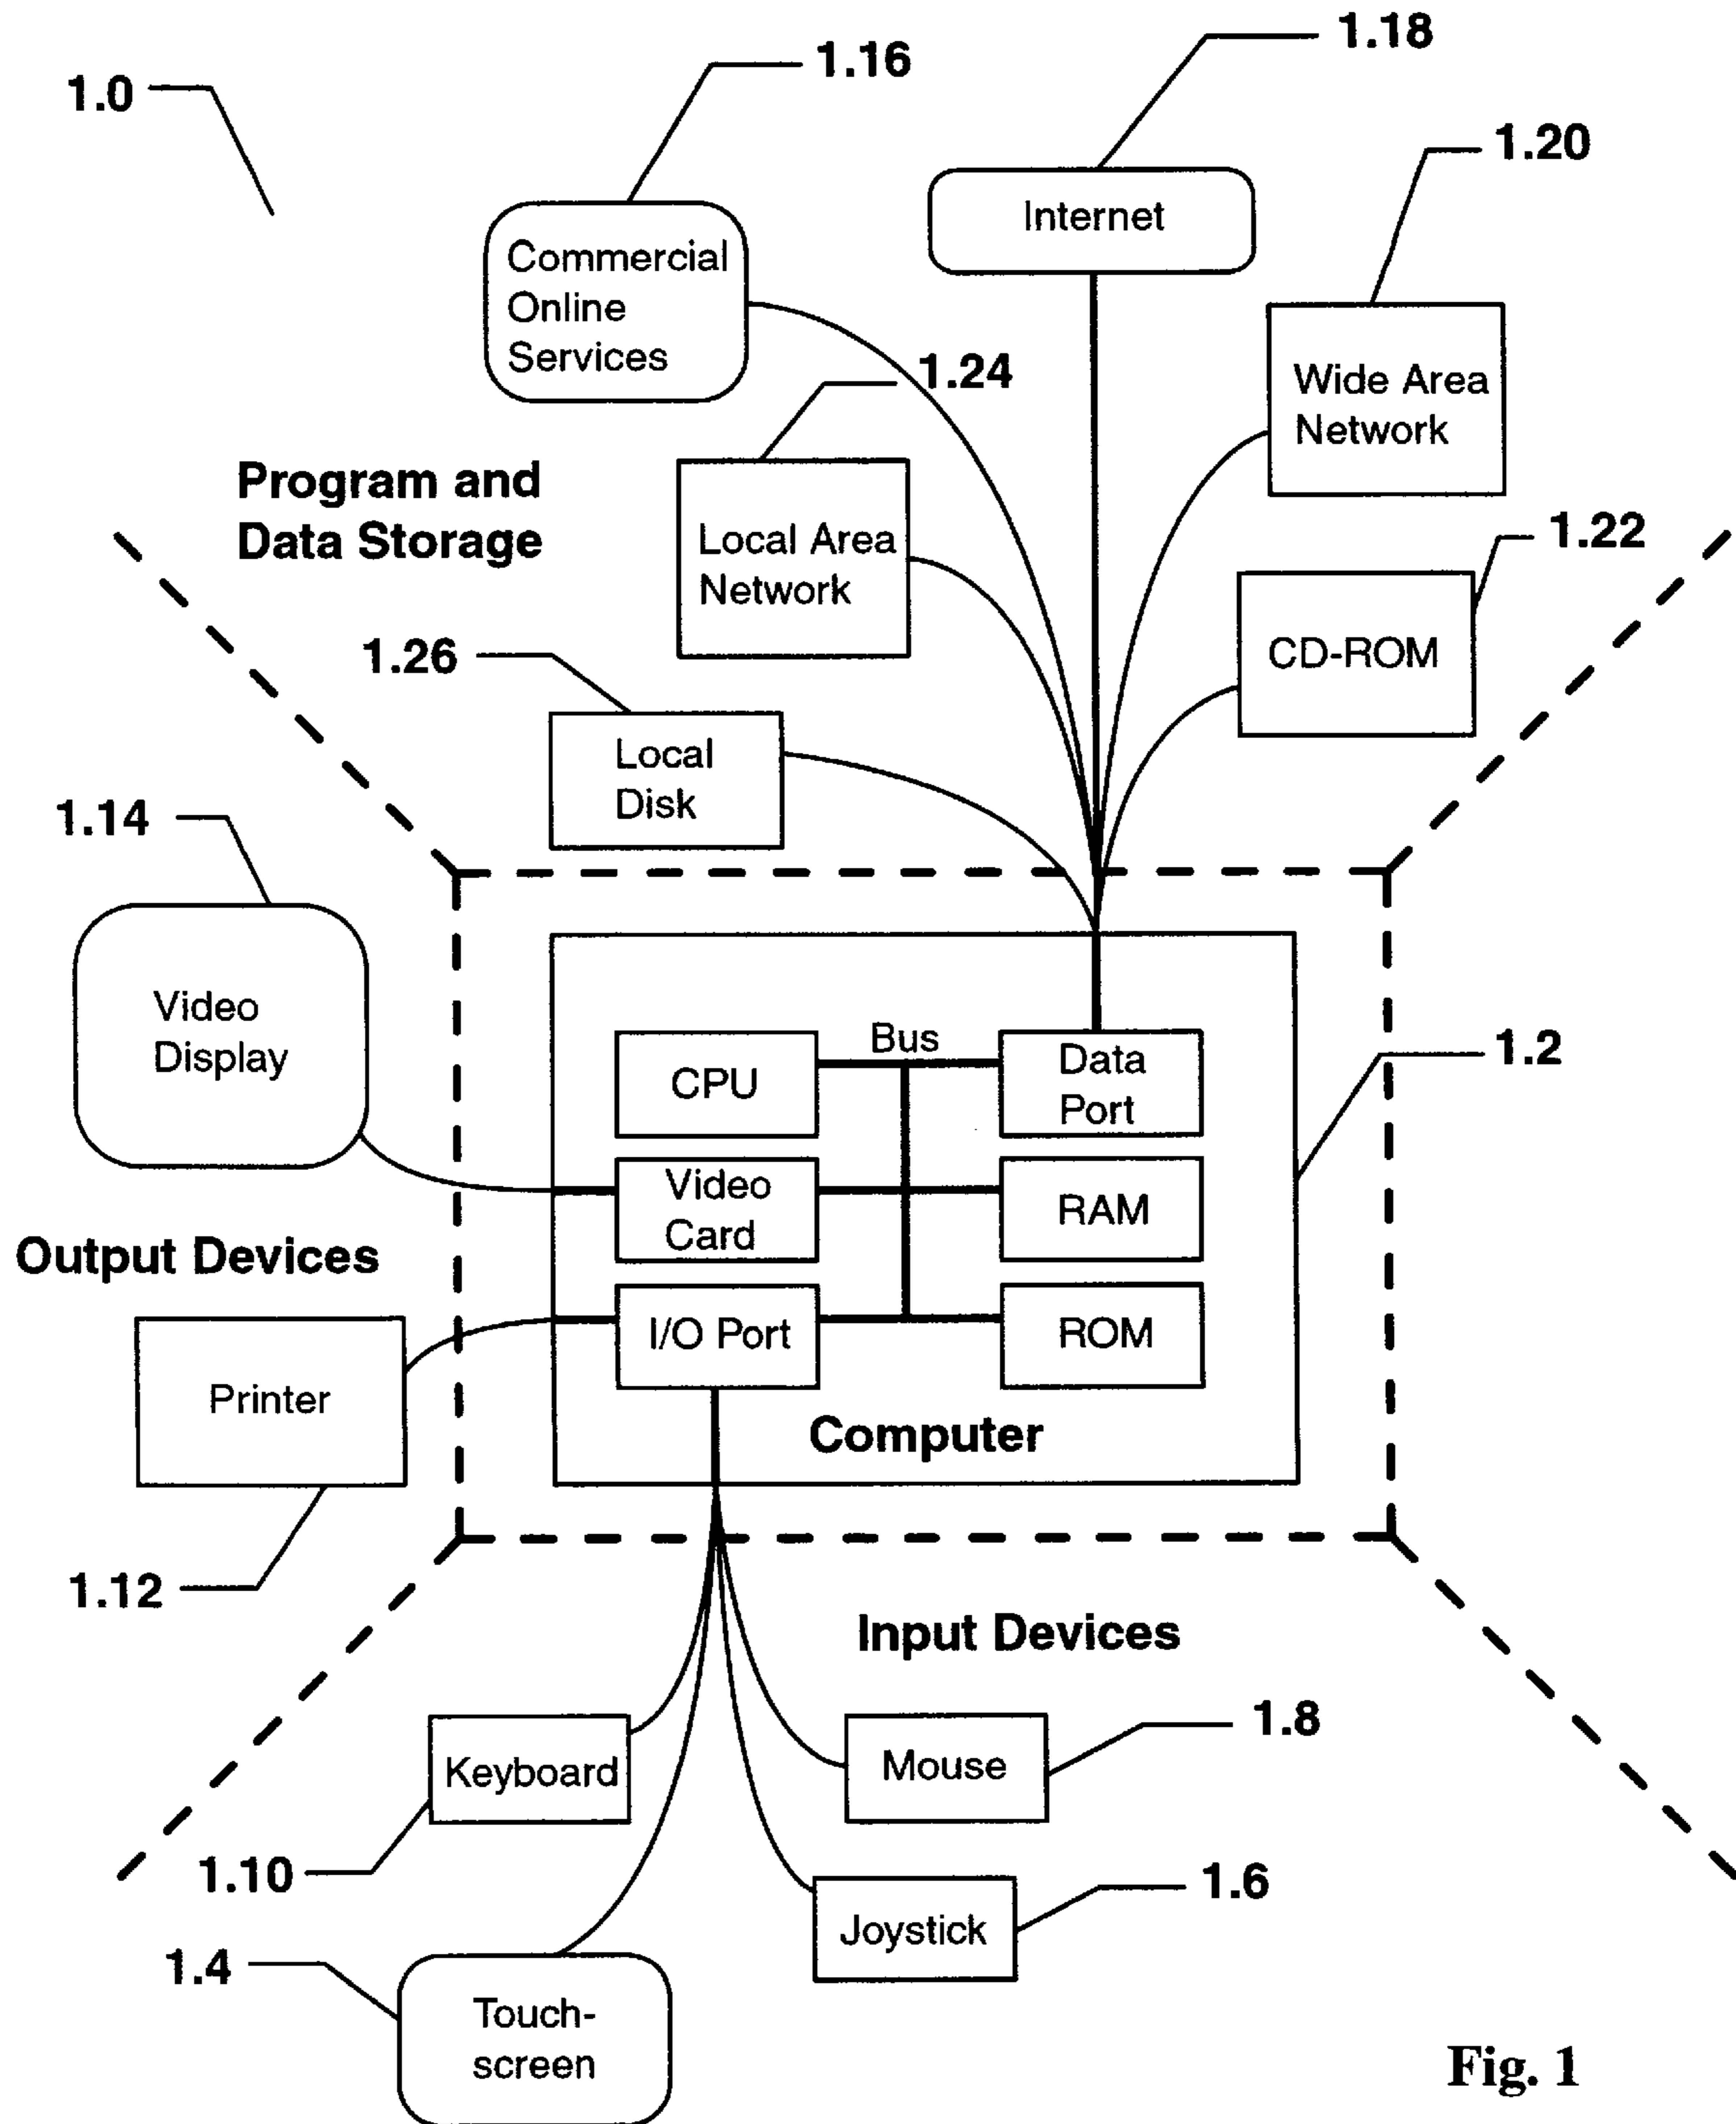 1.18
1.16
1.0
1.20
Internet
Commercial
Online
Services
1.24
Wide Area
Network
Program and
Data Storage
1.22
Local Area
Network
CD-ROM
1.26
Local
Disk
1.14
Video
Display
Bus
1.2
CPU
Data
Port
Video
Card
RAM
Output Devices
I/O Port
ROM
Printer
Computer
1.12
Input Devices
1.8
Keyboard
Mouse
1.10
1.6
Joystick
1.4
Touch-
screen
Fig. 1